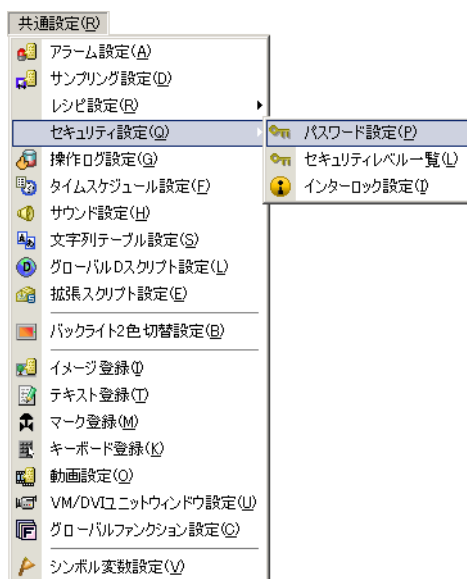 共通設定(R)
アラーム設定(A)
サンプリング設定(D)
レシピ設定(R)
セキュリティ設定(Q)
パスワード設定(P)
セキュリティレベル一覧(L)
インターロック設定(I)
操作ログ設定(G)
タイムスケジュール設定(F)
サウンド設定(H)
文字列テーブル設定(S)
グローバルDスクリプト設定(L)
拡張スクリプト設定(E)
バックライト2色切替設定(B)
イメージ登録(I)
テキスト登録(T)
マーク登録(M)
キーボード登録(K)
動画設定(O)
VM/DVIユニットウィンドウ設定(U)
グローバルファンクション設定(C)
シンボル変数設定(V)